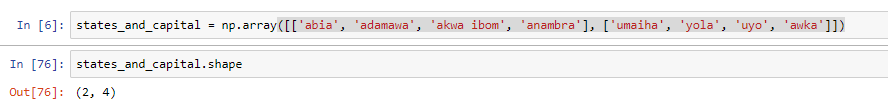 In [6]: states_and_capital = np.array([['abia', 'adamawa', 'akwa ibom', 'anambra'], ['umaiha', 'yola', 'uyo', 'awka']])
In [76]: states_and_capital.shape
Out[76]: (2, 4)